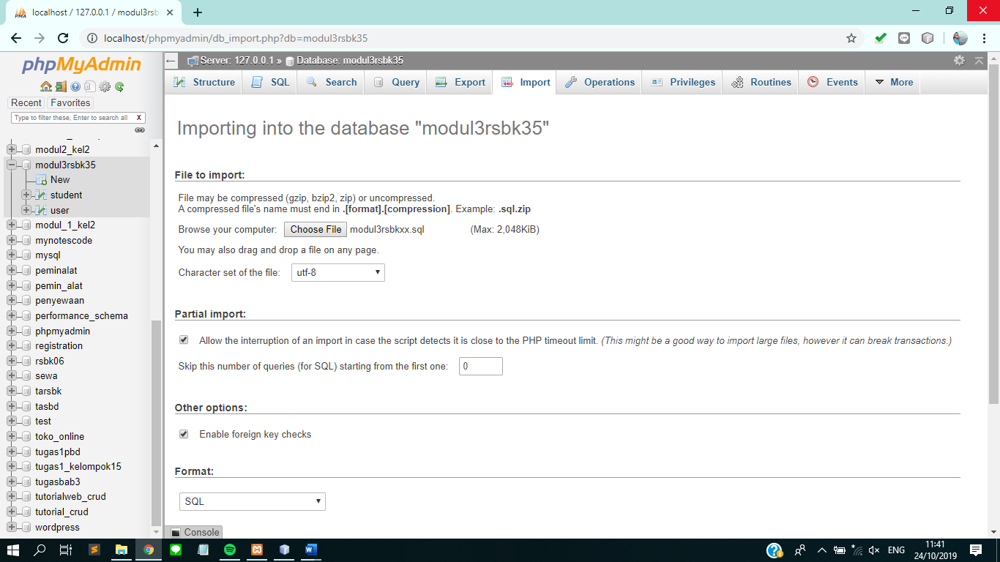 localhost / 127.0.0.1 / modul3rsb
localhost/phpmyadmin/db_import.php?db=modul3rsbk35
phpMyAdmin
Recent Favorites
Type to filter these, Enter to search all X
modul2_kel2
modul3rsbk35
New
student
user
modul_1_kel2
mynotescode
mysql
peminalat
pemin_alat
penyewaan
performance_schema
phpmyadmin
registration
rsbk06
sewa
tarsbk
tasbd
test
toko_online
tugas1pbd
tugas1_kelompok15
tugasbab3
tutorialweb_crud
tutorial_crud
wordpress
Server: 127.0.0.1 » Database: modul3rsbk35
Structure SQL Search Query Export Import Operations Privileges Routines Events More
Importing into the database "modul3rsbk35"
File to import:
File may be compressed (gzip, bzip2, zip) or uncompressed.
A compressed file's name must end in .[format].[compression]. Example: .sql.zip
Browse your computer: Choose File modul3rsbkxx.sql (Max: 2,048KiB)
You may also drag and drop a file on any page.
Character set of the file: utf-8
Partial import:
Allow the interruption of an import in case the script detects it is close to the PHP timeout limit. (This might be a good way to import large files, however it can break transactions.)
Skip this number of queries (for SQL) starting from the first one: 0
Other options:
Enable foreign key checks
Format:
SQL
Console
ENG
11:41
24/10/2019